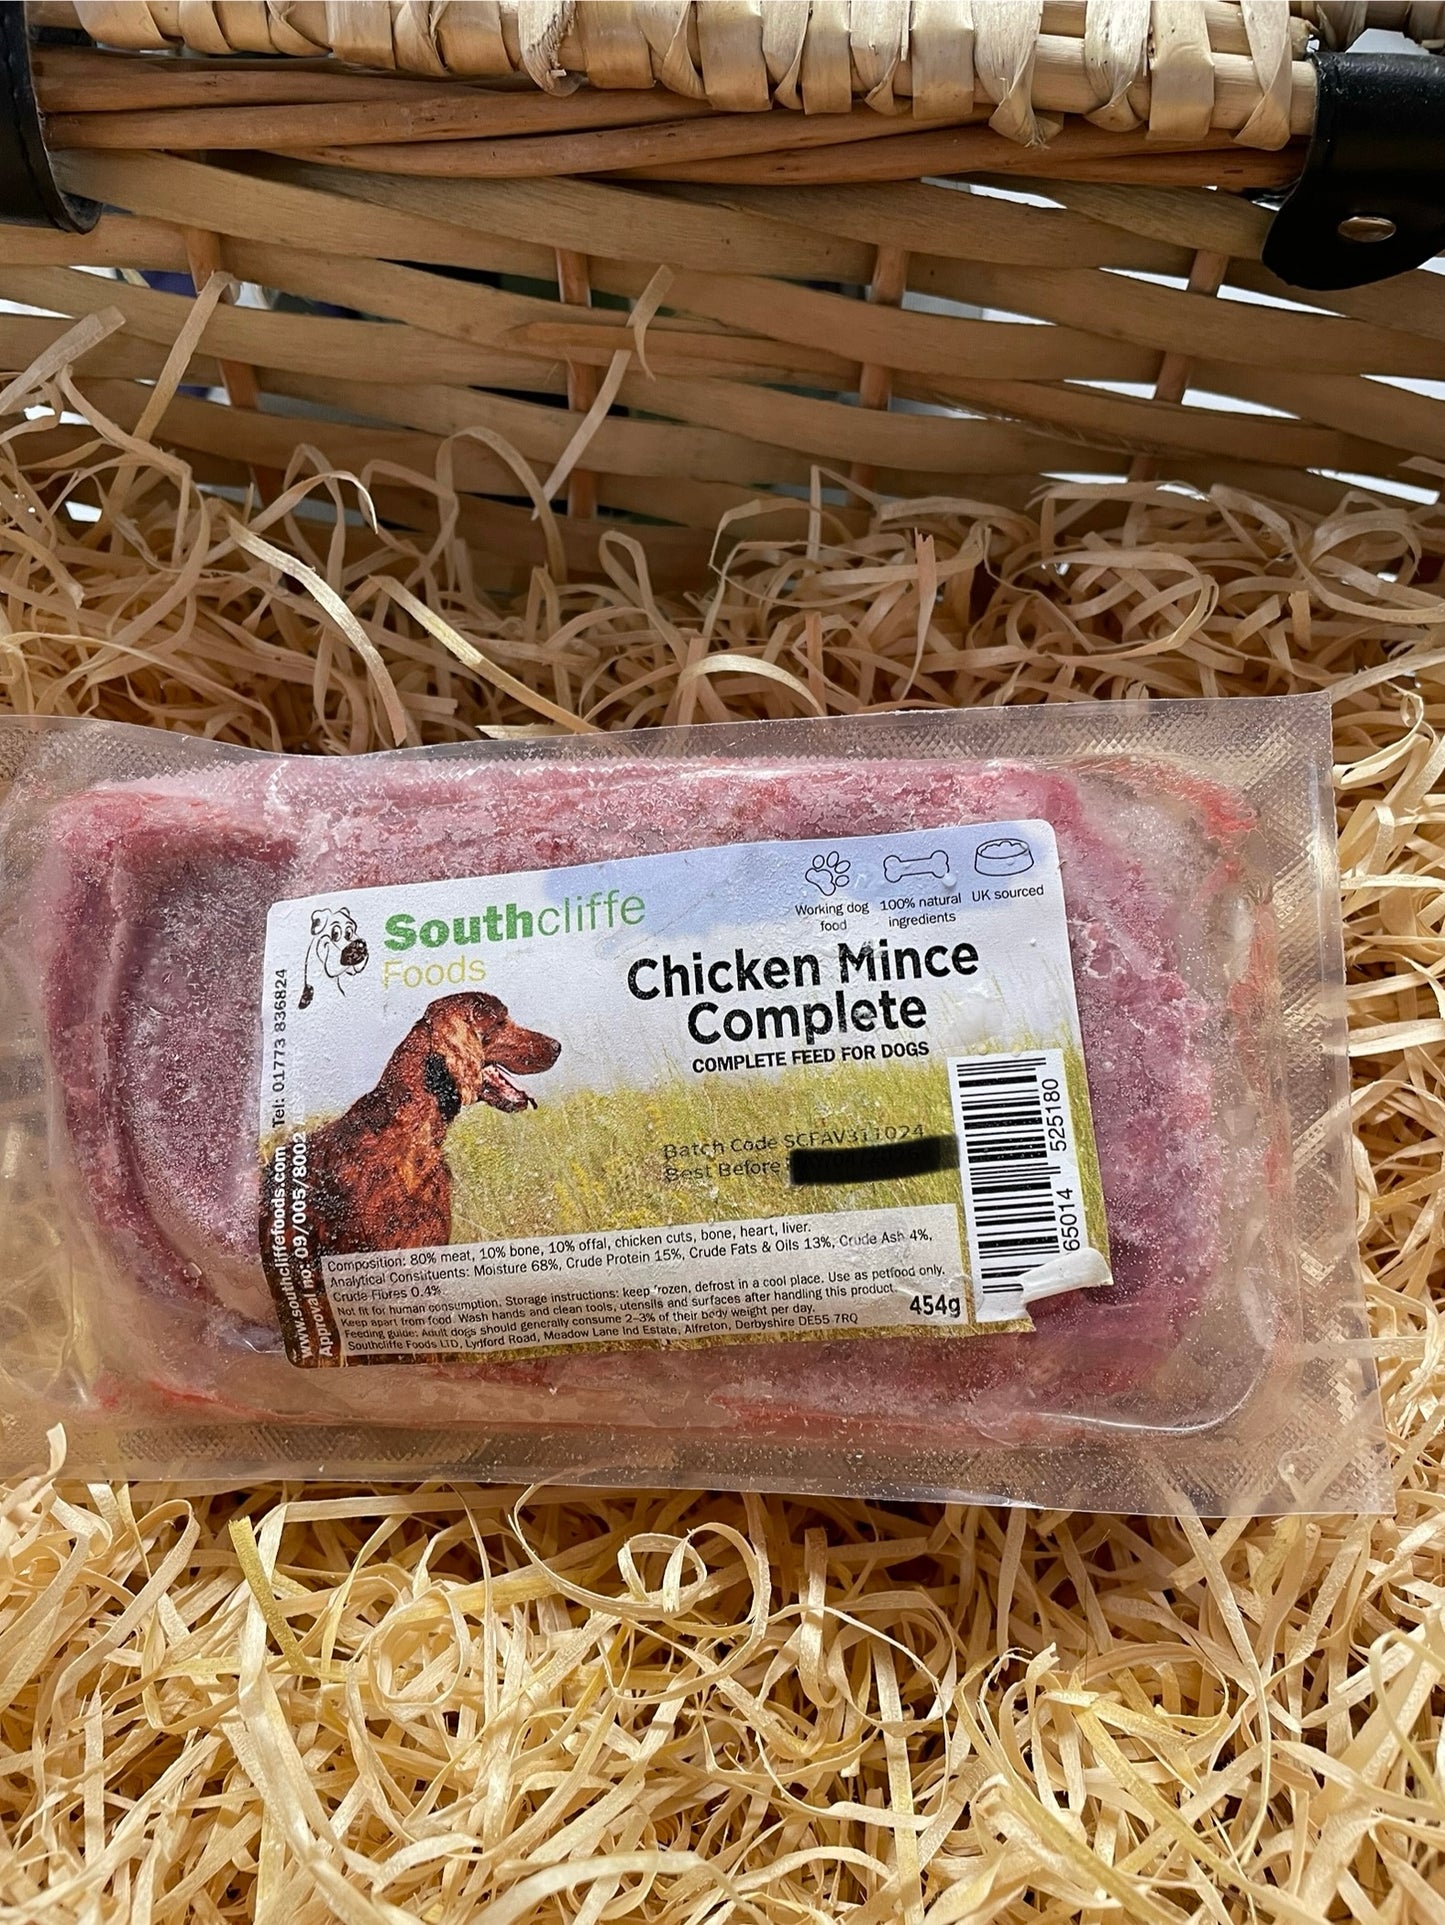 Southcliffe
Foods
Working dog
food
100% natural
ingredients
UK sourced
Chicken Mince
Complete
COMPLETE FEED FOR DOGS
Batch Code SCFAV311024
Best Before
65014 525180
www.southcliffefoods.com Tel: 01773 836824
Approval no: 09/005/8002
Composition: 80% meat, 10% bone, 10% offal, chicken cuts, bone, heart, liver.
Analytical Constituents: Moisture 68%, Crude Protein 15%, Crude Fats & Oils 13%, Crude Ash 4%,
Crude Fibres 0.4%.
Not fit for human consumption. Storage instructions: keep frozen, defrost in a cool place. Use as petfood only.
Keep apart from food. Wash hands and clean tools, utensils and surfaces after handling this product.
Feeding guide: Adult dogs should generally consume 2-3% of their body weight per day.
Southcliffe Foods LTD, Lydford Road, Meadow Lane Ind Estate, Alfreton, Derbyshire DE55 7RQ
454g